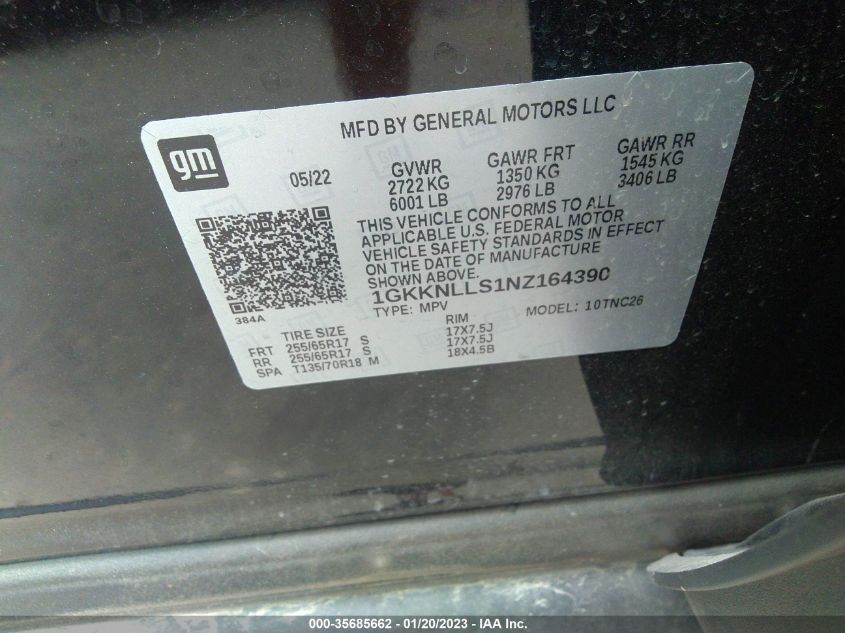 MFD BY GENERAL MOTORS LLC
gm
05/22
GVWR
2722 KG
6001 LB
GAWR FRT
1350 KG
2976 LB
GAWR RR
1545 KG
3406 LB
THIS VEHICLE CONFORMS TO ALL
APPLICABLE U.S. FEDERAL MOTOR
VEHICLE SAFETY STANDARDS IN EFFECT
ON THE DATE OF MANUFACTURE
SHOWN ABOVE.
1GKKNLLS1NZ164390
TYPE: MPV
MODEL: 10TNC26
384A
TIRE SIZE
RIM
FRT 255/65R17 S 17X7.5J
RR 255/65R17 S 17X7.5J
SPA T135/70R18 M 18X4.5B
000-35685662 / 01/20/2023 / IAA Inc.